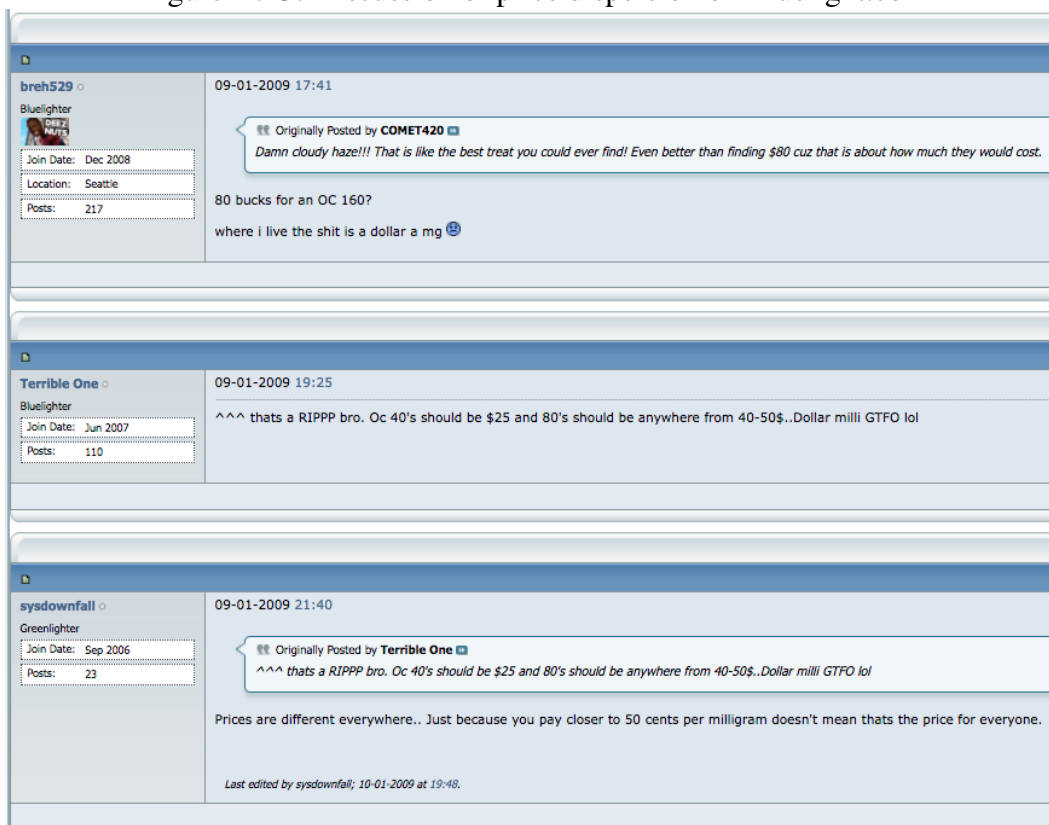 breh529
Bluelighter
DEEZ
NUTS
Join Date: Dec 2008
Location: Seattle
Posts: 217
09-01-2009 17:41
Originally Posted by COMET420
Damn cloudy haze!!! That is like the best treat you could ever find! Even better than finding $80 cuz that is about how much they would cost.
80 bucks for an OC 160?
where i live the shit is a dollar a mg
Terrible One
Bluelighter
Join Date: Jun 2007
Posts: 110
09-01-2009 19:25
^^^ thats a RIPPP bro. Oc 40's should be $25 and 80's should be anywhere from 40-50$..Dollar milli GTFO lol
sysdownfall
Greenlighter
Join Date: Sep 2006
Posts: 23
09-01-2009 21:40
Originally Posted by Terrible One
^^^ thats a RIPPP bro. Oc 40's should be $25 and 80's should be anywhere from 40-50$..Dollar milli GTFO lol
Prices are different everywhere.. Just because you pay closer to 50 cents per milligram doesn't mean thats the price for everyone.
Last edited by sysdownfall; 10-01-2009 at 19:48.